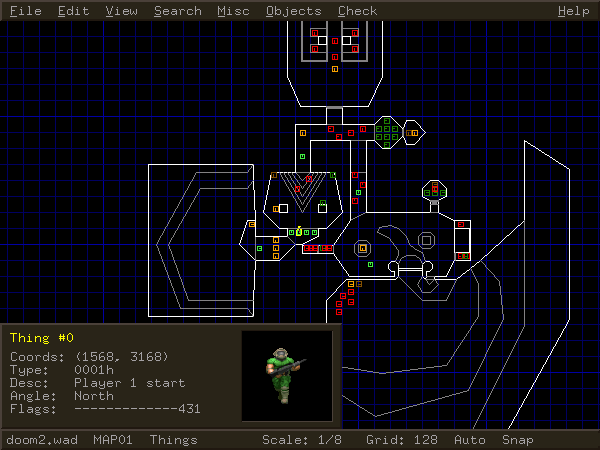 File Edit View Search Misc Objects Check Help
Thing #0
Coords: (1568, 3168)
Type: 0001h
Desc: Player 1 start
Angle: North
Flags: -------------431
doom2.wad MAP01 Things Scale: 1/8 Grid: 128 Auto Snap